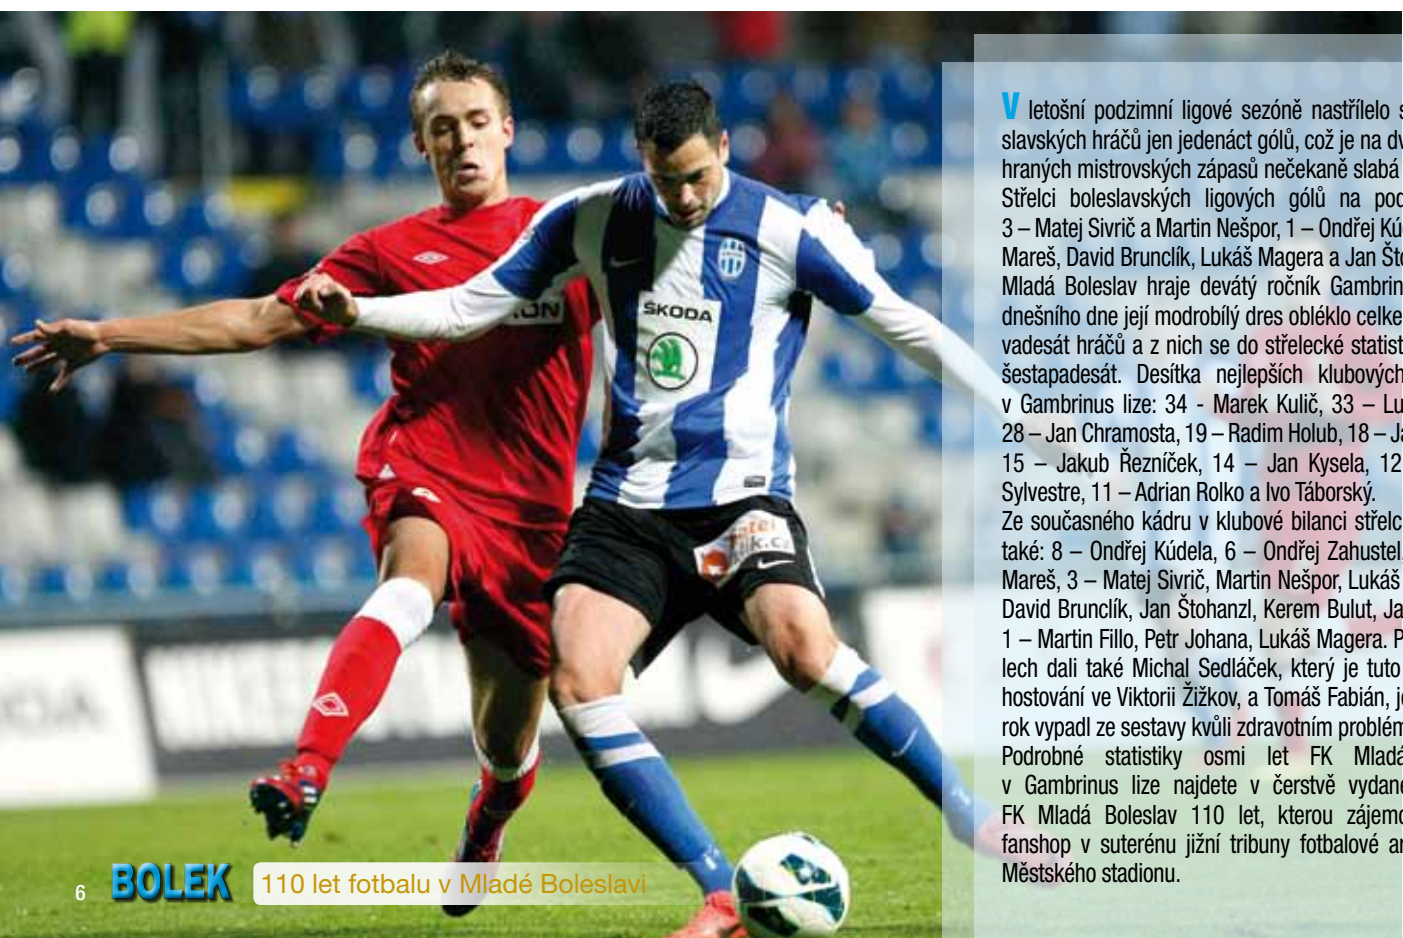 V letošní podzimní ligové sezóně nastřílelo
slavských hráčů jen jedenáct gólů, což je na
hraných mistrovských zápasů nečekaně slabá
Střelci boleslavských ligových gólů na
3 – Matej Sivrič a Martin Nešpor, 1 – Ondřej
Mareš, David Brunclík, Lukáš Magera a Jan
Mladá Boleslav hraje devátý ročník
dnešního dne její modrobílý dres obléklo
vadesát hráčů a z nich se do střelecké
šestapadesát. Desítka nejlepších klubových
v Gambrinus lize: 34 - Marek Kulič, 33 –
28 – Jan Chramosta, 19 – Radim Holub, 18 –
15 – Jakub Řezníček, 14 – Jan Kysela, 12
Sylvestre, 11 – Adrian Rolko a Ivo Táborský.
Ze současného kádru v klubové bilanci
také: 8 – Ondřej Kúdela, 6 – Ondřej Zahustel,
Mareš, 3 – Matej Sivrič, Martin Nešpor, Lukáš
David Brunclík, Jan Štohanzl, Kerem Bulut,
1 – Martin Fillo, Petr Johana, Lukáš Magera.
lech dali také Michal Sedláček, který je tuto
hostování ve Viktorii Žižkov, a Tomáš Fabián,
rok vypadl ze sestavy kvůli zdravotním
Podrobné statistiky osmi let FK Mladá
v Gambrinus lize najdete v čerstvě
FK Mladá Boleslav 110 let, kterou
fanshop v suterénu jižní tribuny fotbalové
Městského stadionu.
ŠKODA
6 BOLEK 110 let fotbalu v Mladé Boleslavi